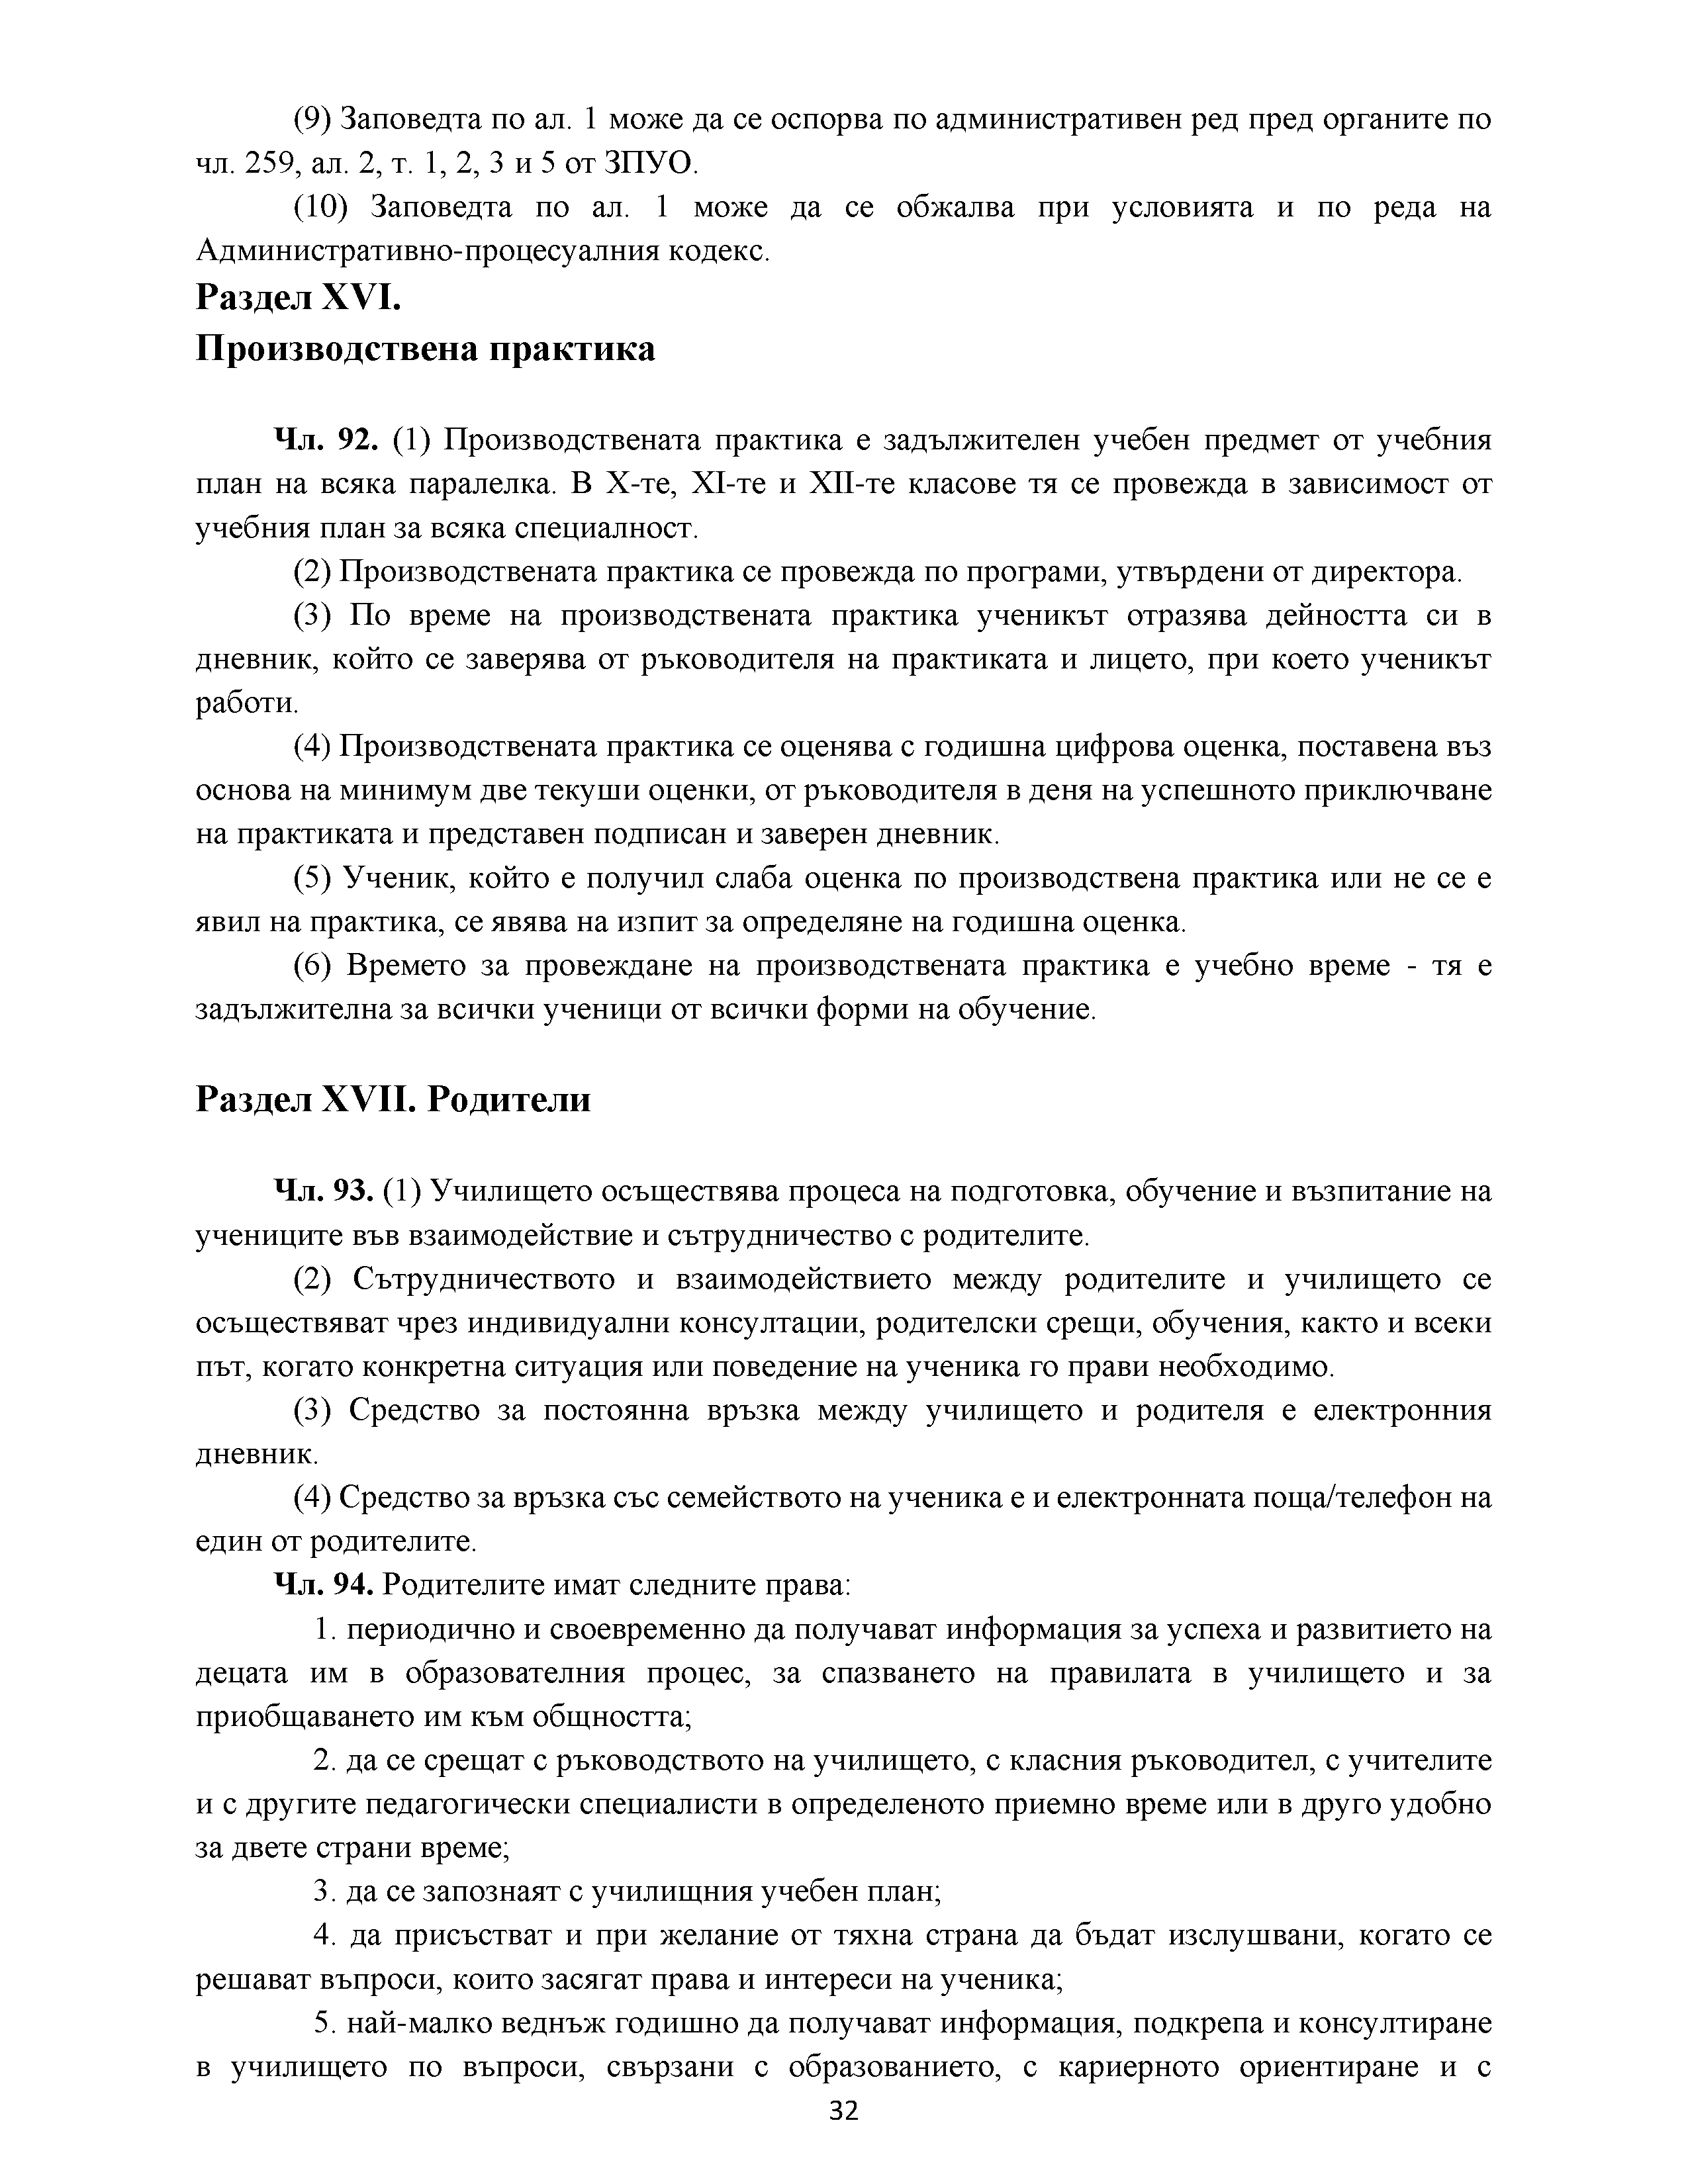 (9) Заповедта по ал. 1 може да се оспорва по административен ред пред органите по
чл. 259, ал. 2, т. 1, 2, 3 и 5 от ЗПУО.
(10) Заповедта по ал. 1 може да се обжалва при условията и по реда на
Административно-процесуалния кодекс.
Раздел XVI.
Производствена практика
Чл. 92. (1) Производствената практика е задължителен учебен предмет от учебния
план на всяка паралелка. В X-те, XI-те и XII-те класове тя се провежда в зависимост от
учебния план за всяка специалност.
(2) Производствената практика се провежда по програми, утвърдени от директора.
(3) По време на производствената практика ученикът отразява дейността си в
дневник, който се заверява от ръководителя на практиката и лицето, при което ученикът
работи.
(4) Производствената практика се оценява с годишна цифрова оценка, поставена въз
основа на минимум две текуши оценки, от ръководителя в деня на успешното приключване
на практиката и представен подписан и заверен дневник.
(5) Ученик, който е получил слаба оценка по производствена практика или не се е
явил на практика, се явява на изпит за определяне на годишна оценка.
(6) Времето за провеждане на производствената практика е учебно време - тя е
задължителна за всички ученици от всички форми на обучение.
Раздел XVII. Родители
Чл. 93. (1) Училището осъществява процеса на подготовка, обучение и възпитание на
учениците във взаимодействие и сътрудничество с родителите.
(2) Сътрудничеството и взаимодействието между родителите и училището се
осъществяват чрез индивидуални консултации, родителски срещи, обучения, както и всеки
път, когато конкретна ситуация или поведение на ученика го прави необходимо.
(3) Средство за постоянна връзка между училището и родителя е електронния
дневник.
(4) Средство за връзка със семейството на ученика е и електронната поща/телефон на
един от родителите.
Чл. 94. Родителите имат следните права:
1. периодично и своевременно да получават информация за успеха и развитието на
децата им в образователния процес, за спазването на правилата в училището и за
приобщаването им към общността;
2. да се срещат с ръководството на училището, с класния ръководител, с учителите
и с другите педагогически специалисти в определеното приемно време или в друго удобно
за двете страни време;
3. да се запознаят с училищния учебен план;
4. да присъстват и при желание от тяхна страна да бъдат изслушвани, когато се
решават въпроси, които засягат права и интереси на ученика;
5. най-малко веднъж годишно да получават информация, подкрепа и консултиране
в училището по въпроси, свързани с образованието, с кариерното ориентиране и с
32